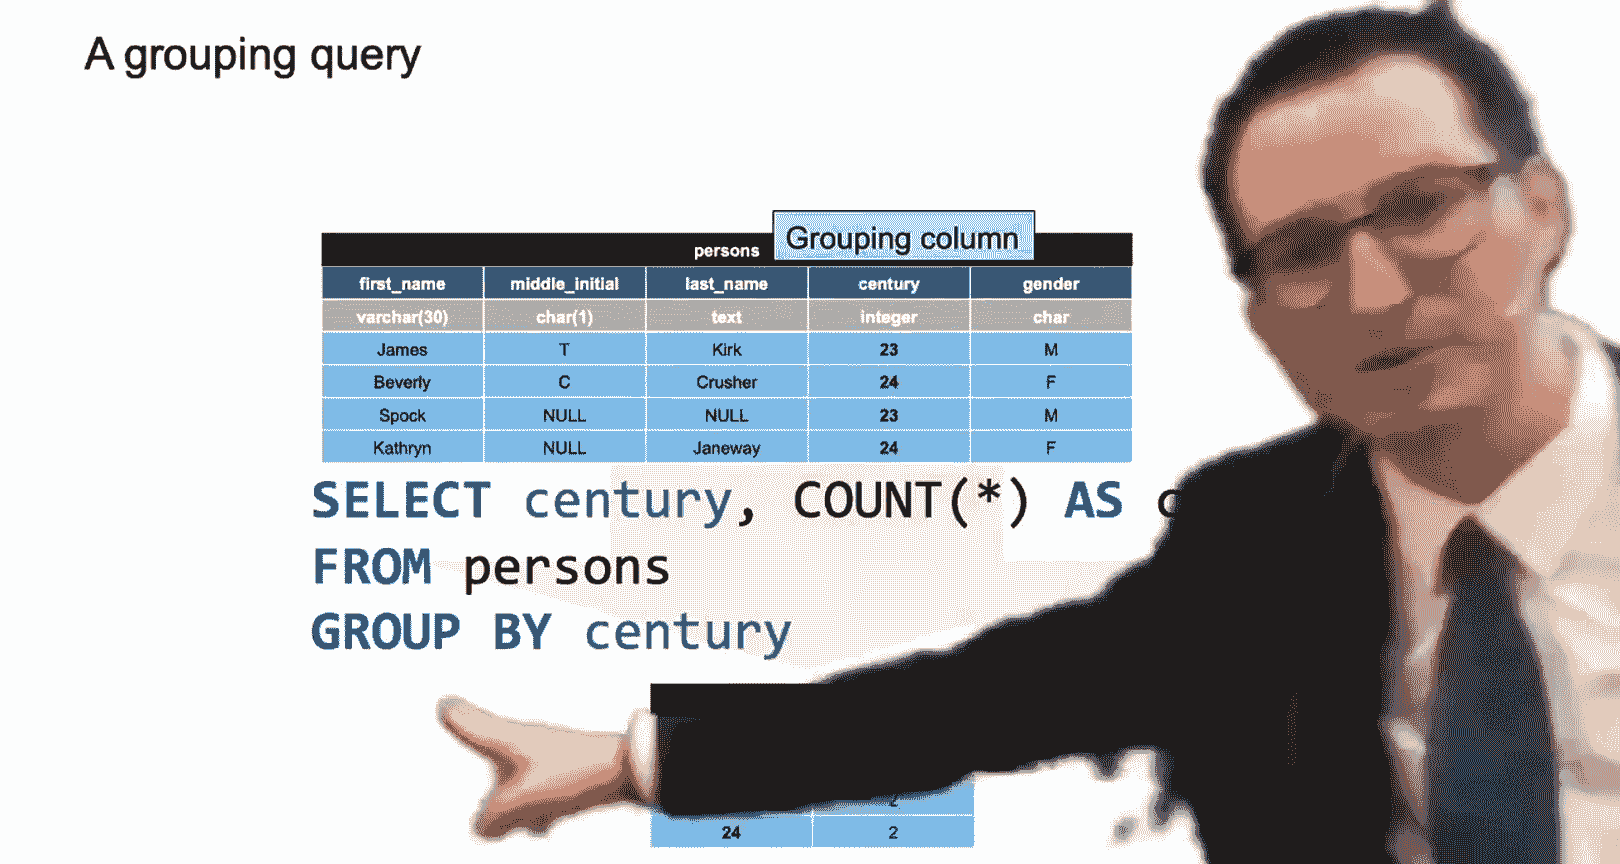 A grouping query
Grouping column
persons
first_name middle_initial last_name century gender
varchar(30) char(1) text integer char
James T Kirk 23 M
Beverly C Crusher 24 F
Spock NULL NULL 23 M
Kathryn NULL Janeway 24 F
SELECT century, COUNT(*) AS c
FROM persons
GROUP BY century
2
24 2